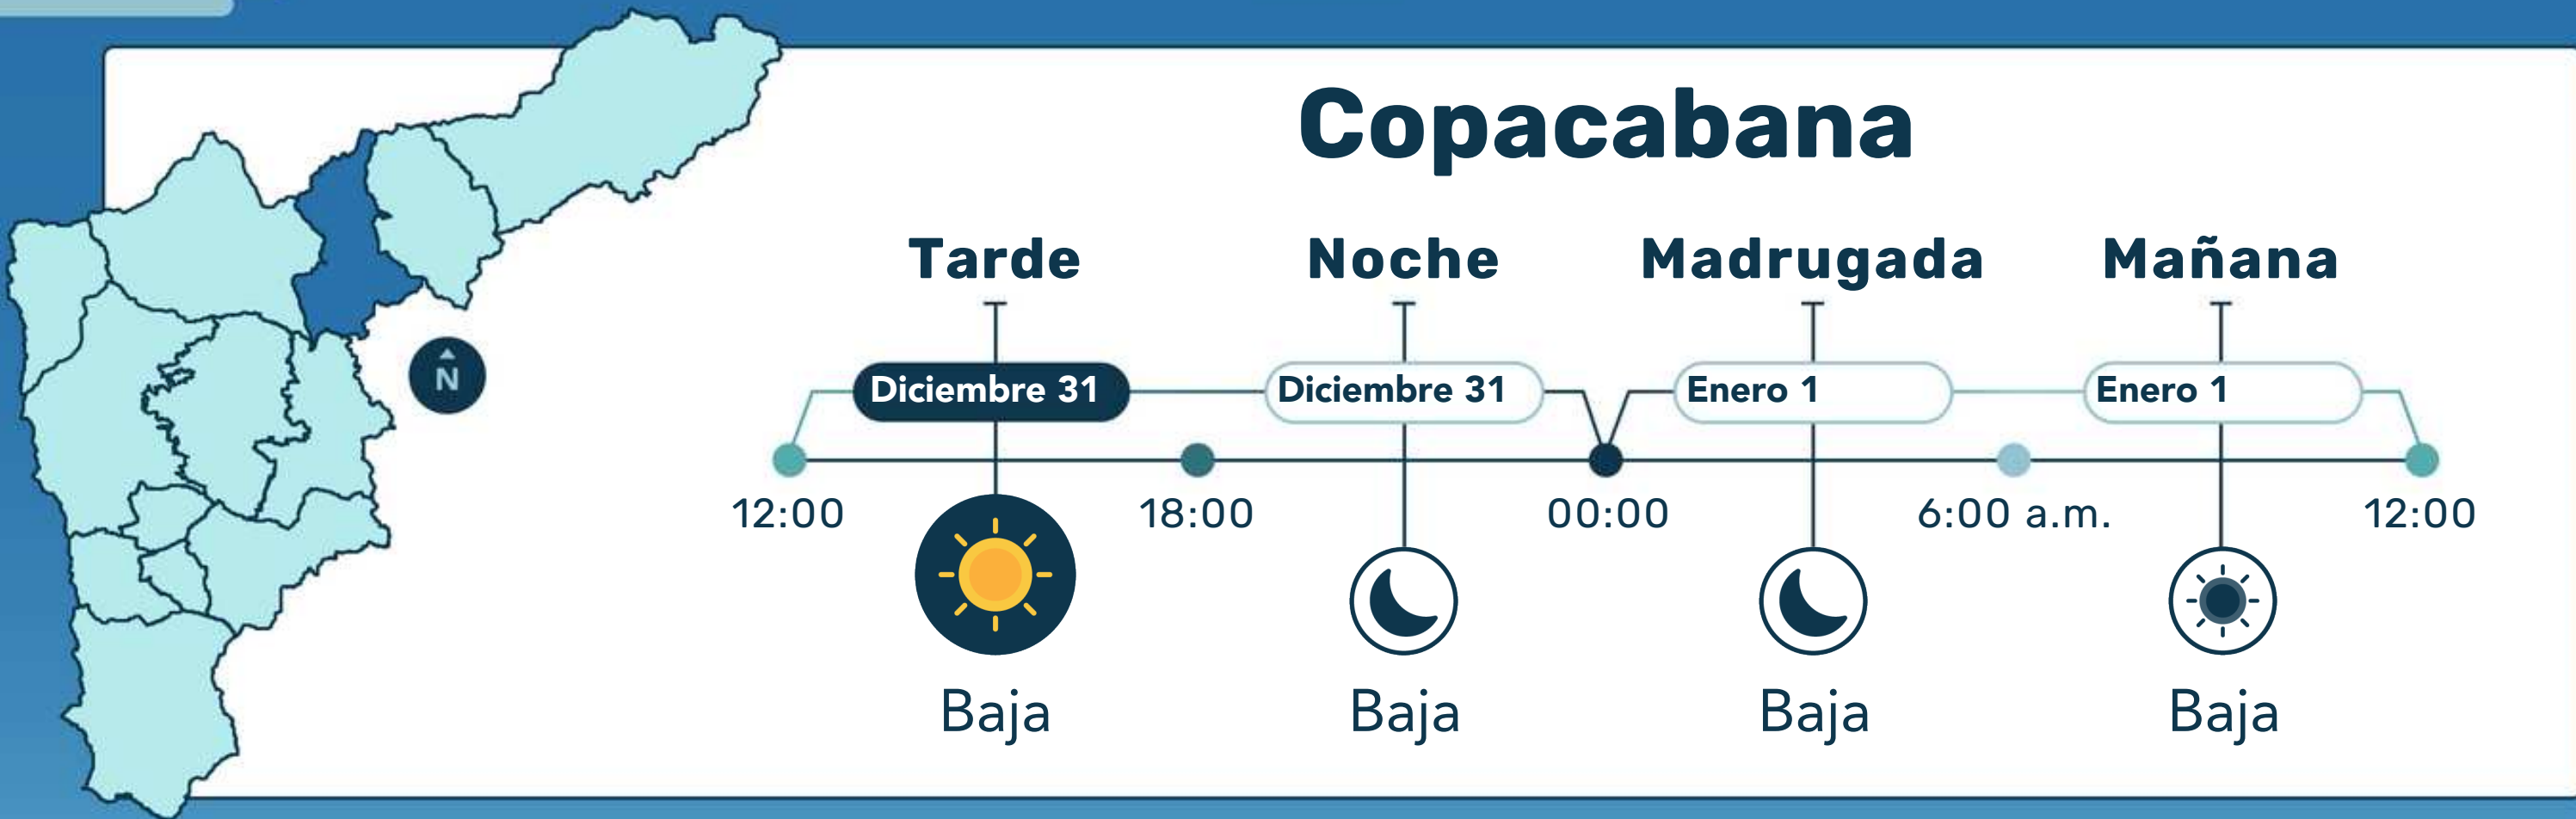 Copacabana
Tarde
Noche
Madrugada
Mañana
Diciembre 31
Diciembre 31
Enero 1
Enero 1
N
12:00
18:00
00:00
6:00 a.m.
12:00
Baja
Baja
Baja
Baja